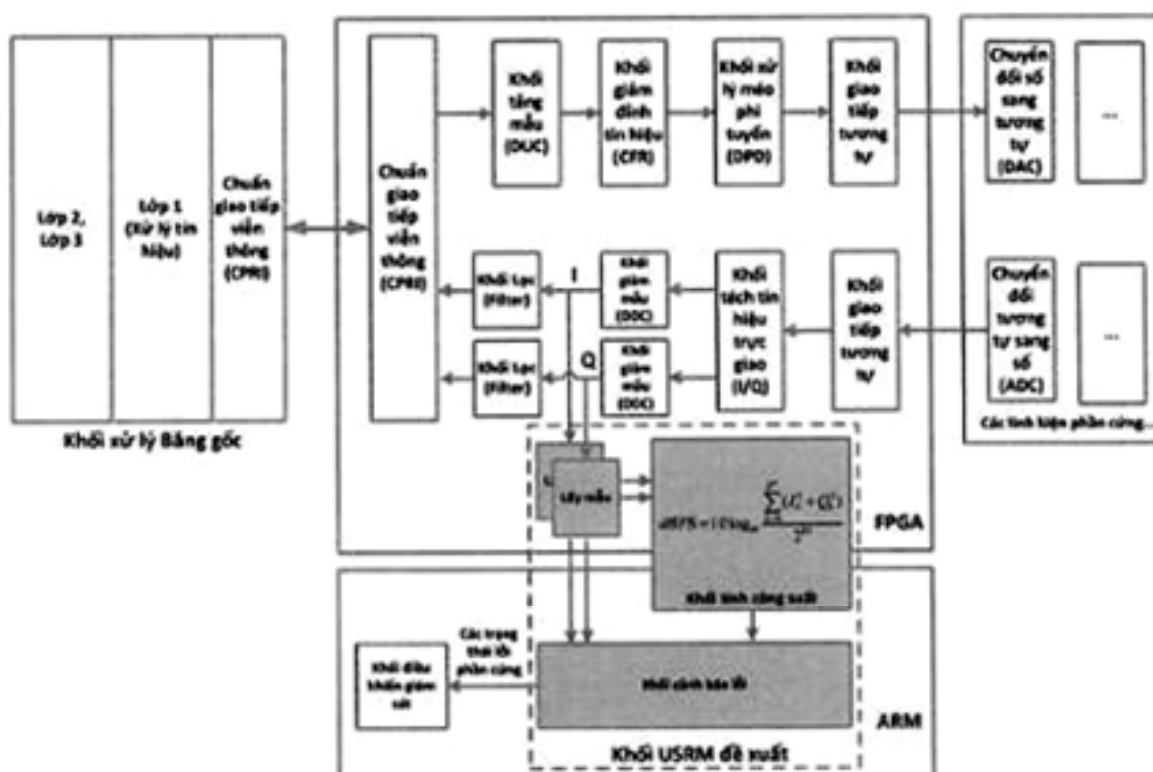 Lớp 2,
Lớp 3
Lớp 1
(Xử lý tín
hiệu)
Chuẩn
giao tiếp
viễn
thông
(CPRI)
Khối xử lý Băng gốc
Chuẩn
giao
tiếp
viễn
thông
(CPRI)
Khối
tăng
mẫu
(DUC)
Khối
giảm
đỉnh
tín hiệu
(CFR)
Khối xử
lý méo
phi
tuyến
(DPD)
Khối
giao
tiếp
tương
tự
Chuyển
đổi số
sang
tương
tự
(DAC)
...
Khối Lọc
(Filter)
I
Khối
giảm
mẫu
(DDC)
Khối Lọc
(Filter)
Q
Khối
giảm
mẫu
(DDC)
Khối
tách tín
hiệu
trực
giao
(I/Q)
Khối
giao
tiếp
tương
tự
Chuyển
đổi
tương
tự sang
số
(ADC)
...
Các linh kiện phần cứng...
Lấy mẫu
Khối tính công suất
FPGA
Các trạng
thái lỗi
phần cứng
Khối điều
khiển giám
sát
Khối cảnh báo lỗi
ARM
Khối USRM đề xuất